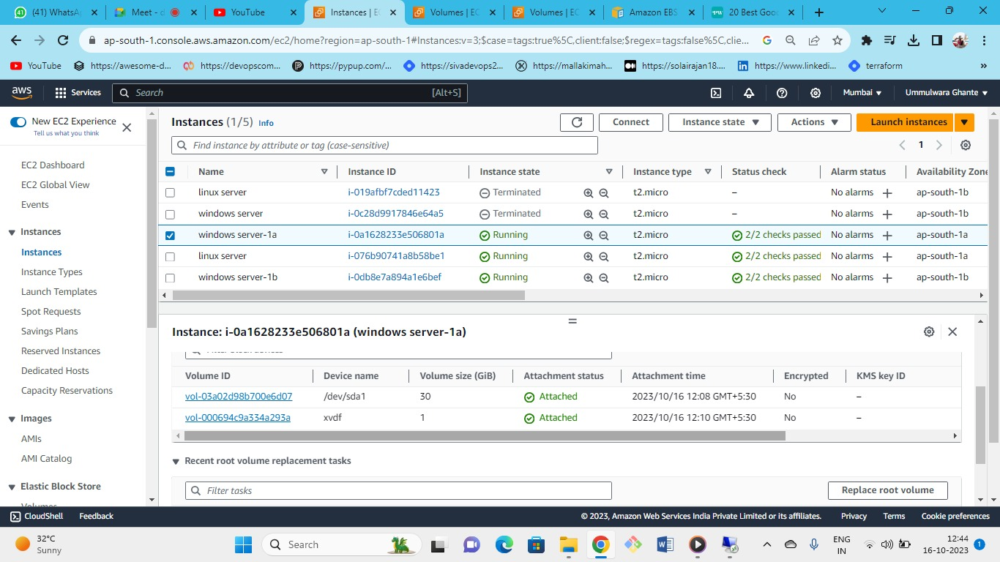 (41) WhatsA
Meet - d
YouTube
Instances | EC
Volumes | EC
Volumes | EC
Amazon EBS
20 Best Goo
ap-south-1.console.aws.amazon.com/ec2/home?region=ap-south-1#Instances:v=3;$case=tags:true%5C,client:false;$regex=tags:false%5C,clie...
YouTube
https://awesome-d...
https://devopscom...
https://pypup.com/...
https://sivadevops2...
https://mallakimah...
https://solairajan18....
https://www.linkedi...
terraform
»
aws
Services
Search
[Alt+S]
Mumbai
Ummulwara Ghante
New EC2 Experience
Tell us what you think
EC2 Dashboard
EC2 Global View
Events
Instances
Instances
Instance Types
Launch Templates
Spot Requests
Savings Plans
Reserved Instances
Dedicated Hosts
Capacity Reservations
Images
AMIs
AMI Catalog
Elastic Block Store
Volumes
Instances (1/5) Info
Connect
Instance state
Actions
Launch instances
Find instance by attribute or tag (case-sensitive)
1
Name Instance ID Instance state Instance type Status check Alarm status Availability Zone
linux server i-019afbf7cded11423 Terminated t2.micro – No alarms + ap-south-1b
windows server i-0c28d9917846e64a5 Terminated t2.micro – No alarms + ap-south-1b
windows server-1a i-0a1628233e506801a Running t2.micro 2/2 checks passed No alarms + ap-south-1a
linux server i-076b90741a8b58be1 Running t2.micro 2/2 checks passed No alarms + ap-south-1a
windows server-1b i-0db8e7a894a1e6bef Running t2.micro 2/2 checks passed No alarms + ap-south-1b
Instance: i-0a1628233e506801a (windows server-1a)
Volume ID Device name Volume size (GiB) Attachment status Attachment time Encrypted KMS key ID
vol-03a02d98b700e6d07 /dev/sda1 30 Attached 2023/10/16 12:08 GMT+5:30 No –
vol-000694c9a334a293a xvdf 1 Attached 2023/10/16 12:10 GMT+5:30 No –
Recent root volume replacement tasks
Filter tasks
Replace root volume
CloudShell
Feedback
© 2023, Amazon Web Services India Private Limited or its affiliates.
Privacy
Terms
Cookie preferences
32°C
Sunny
Search
ENG
IN
12:44
16-10-2023
1